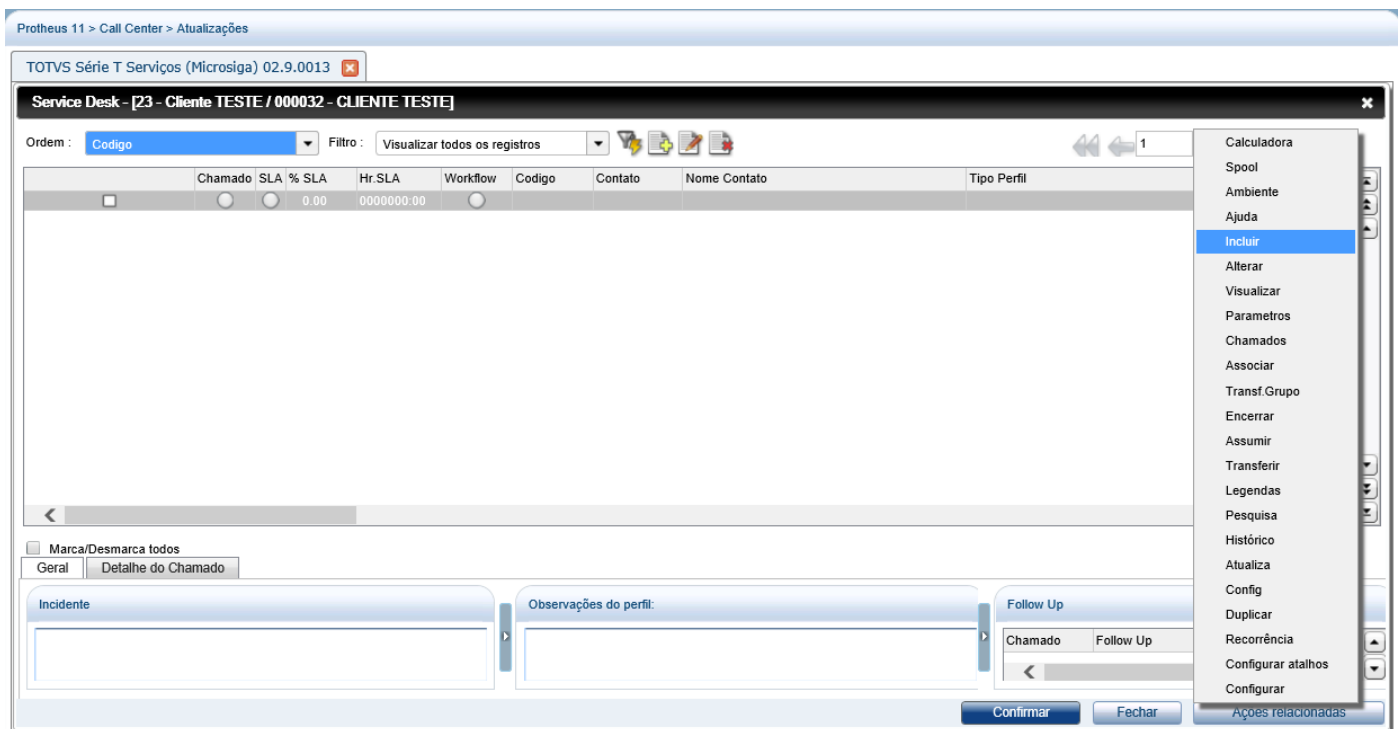 Protheus 11 > Call Center > Atualizações
TOTVS Série T Serviços (Microsiga) 02.9.0013
Service Desk - [23 - Cliente TESTE / 000032 - CLIENTE TESTE]
Ordem : Codigo Filtro : Visualizar todos os registros 1
Chamado SLA % SLA Hr.SLA Workflow Codigo Contato Nome Contato Tipo Perfil
0.00 0000000:00
Calculadora
Spool
Ambiente
Ajuda
Incluir
Alterar
Visualizar
Parametros
Chamados
Associar
Transf.Grupo
Encerrar
Assumir
Transferir
Legendas
Pesquisa
Histórico
Atualiza
Config
Duplicar
Recorrência
Configurar atalhos
Configurar
Marca/Desmarca todos
Geral Detalhe do Chamado
Incidente Observações do perfil: Follow Up
Chamado Follow Up
Confirmar Fechar Ações relacionadas